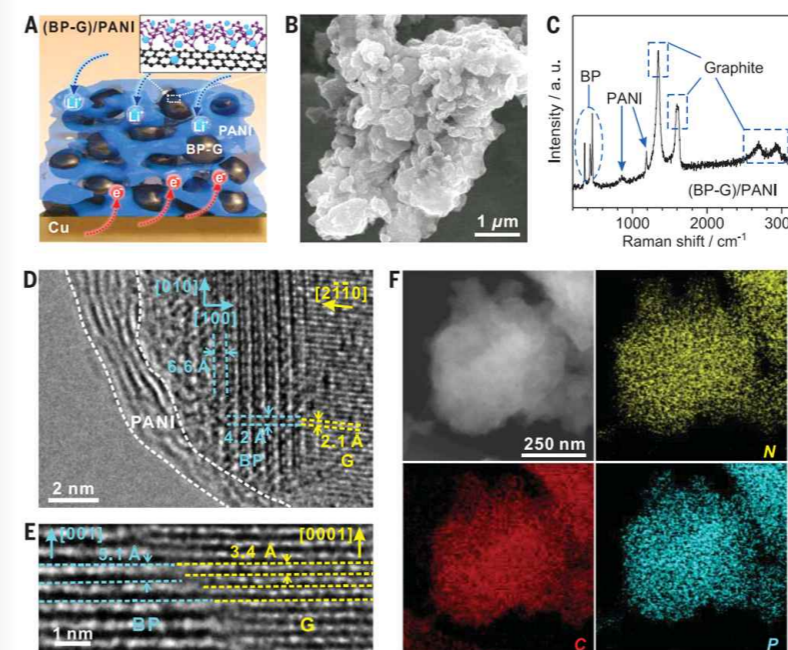 A (BP-G)/PANI
Li⁺
Li⁺
Li⁺
PANI
BP-G
e⁻
e⁻
e⁻
Cu
B
1 µm
C
Intensity / a. u.
BP
PANI
Graphite
(BP-G)/PANI
1000 2000 300
Raman shift / cm⁻¹
D
[010]
[100]
[2110]
6.6 Å
PANI
4.2 Å
2.1 Å
BP
G
2 nm
E
[001]
[0001]
5.1 Å
3.4 Å
BP
G
1 nm
F
250 nm
N
C
P